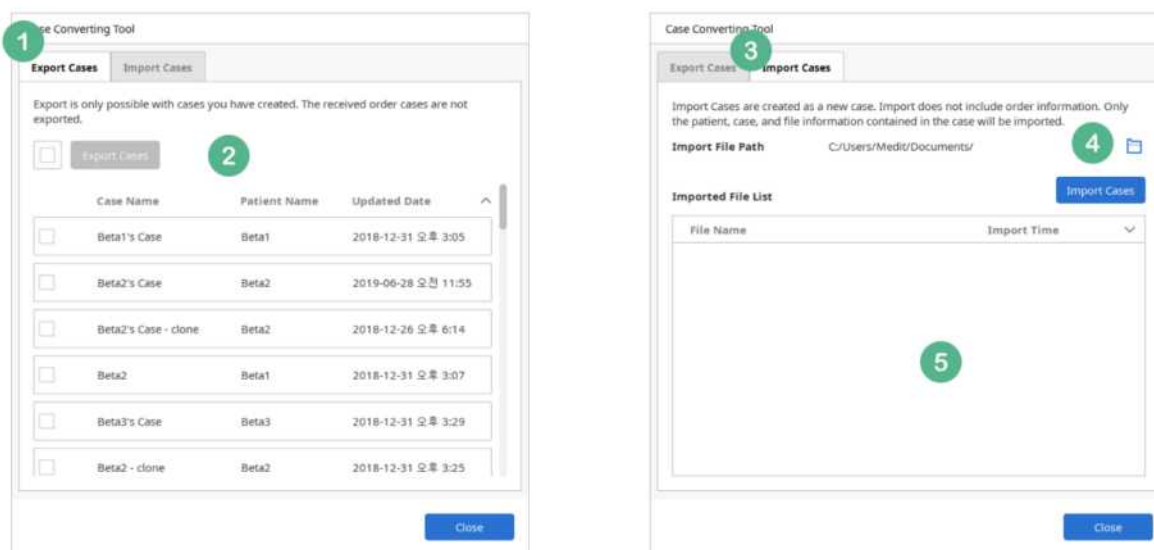 1
se Converting Tool
Export Cases Import Cases
Export is only possible with cases you have created. The received order cases are not
exported.
Export Cases
2
Case Name Patient Name Updated Date
Beta1's Case Beta1 2018-12-31 오후 3:05
Beta2's Case Beta2 2019-06-28 오전 11:55
Beta2's Case - clone Beta2 2018-12-26 오후 6:14
Beta2 Beta1 2018-12-31 오후 3:07
Beta3's Case Beta3 2018-12-31 오후 3:29
Beta2 - clone Beta2 2018-12-31 오후 3:25
Close
Case Converting Tool
3
Export Cases Import Cases
Import Cases are created as a new case. Import does not include order information. Only
the patient, case, and file information contained in the case will be imported.
Import File Path C:/Users/Medit/Documents/
4
Import Cases
Imported File List
File Name Import Time
5
Close